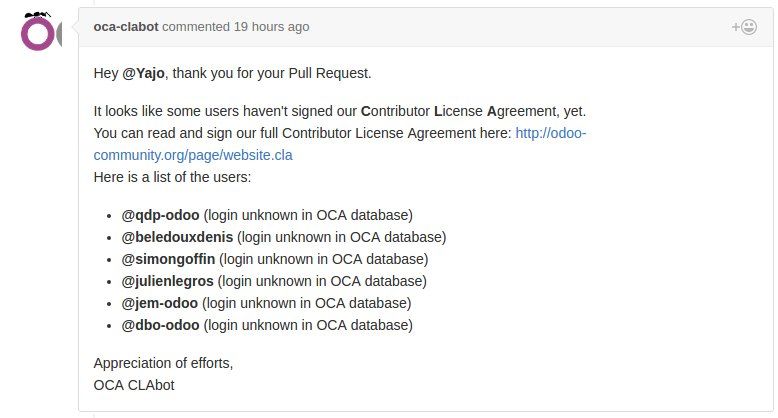 oca-clabot commented 19 hours ago
Hey @Yajo, thank you for your Pull Request.
It looks like some users haven't signed our Contributor License Agreement, yet.
You can read and sign our full Contributor License Agreement here: http://odoo-
community.org/page/website.cla
Here is a list of the users:
• @qdp-odoo (login unknown in OCA database)
• @beledouxdenis (login unknown in OCA database)
• @simongoffin (login unknown in OCA database)
• @julienlegros (login unknown in OCA database)
• @jem-odoo (login unknown in OCA database)
• @dbo-odoo (login unknown in OCA database)
Appreciation of efforts,
OCA CLAbot